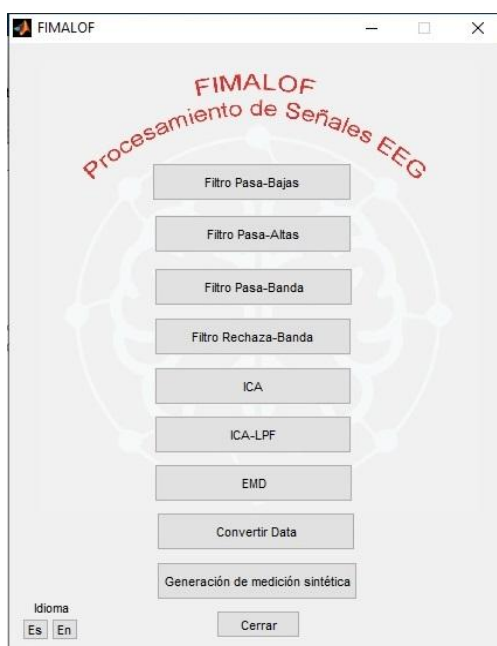 FIMALOF
FIMALOF
Procesamiento de Señales EEG
Filtro Pasa-Bajas
Filtro Pasa-Altas
Filtro Pasa-Banda
Filtro Rechaza-Banda
ICA
ICA-LPF
EMD
Convertir Data
Generación de medición sintética
Idioma
Es En
Cerrar